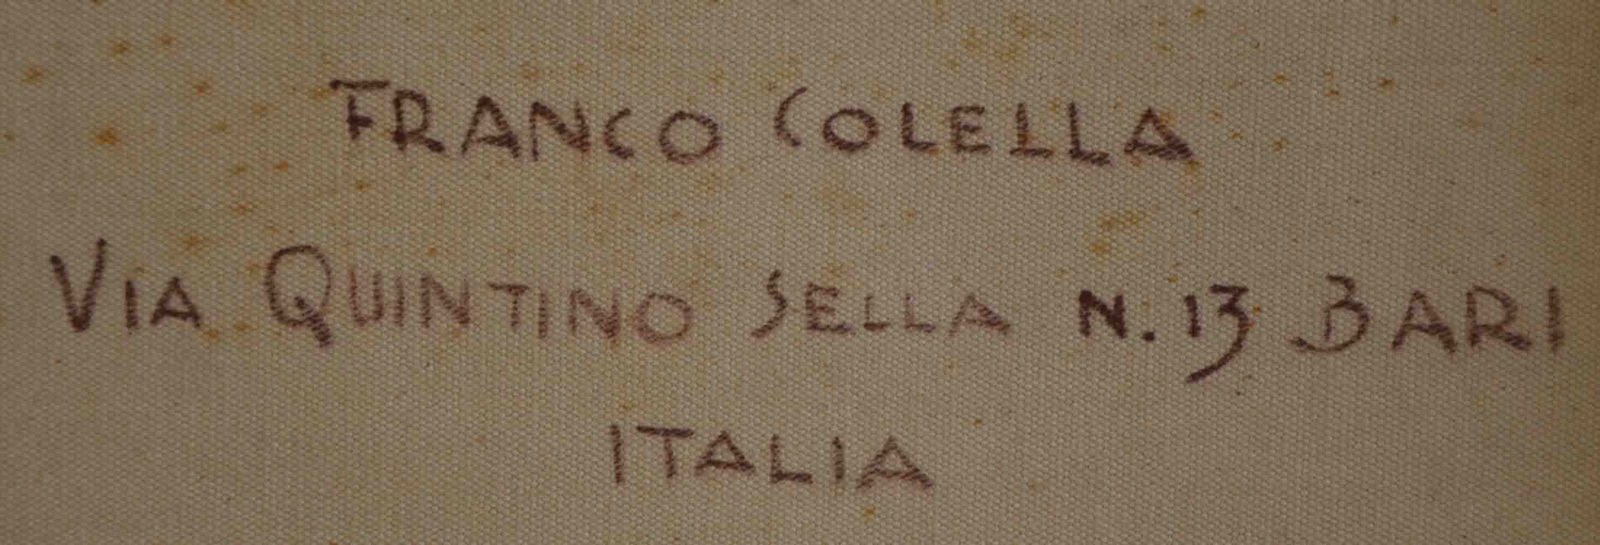 FRANCO COLELLA
VIA QUINTINO SELLA N. 13 BARI
ITALIA